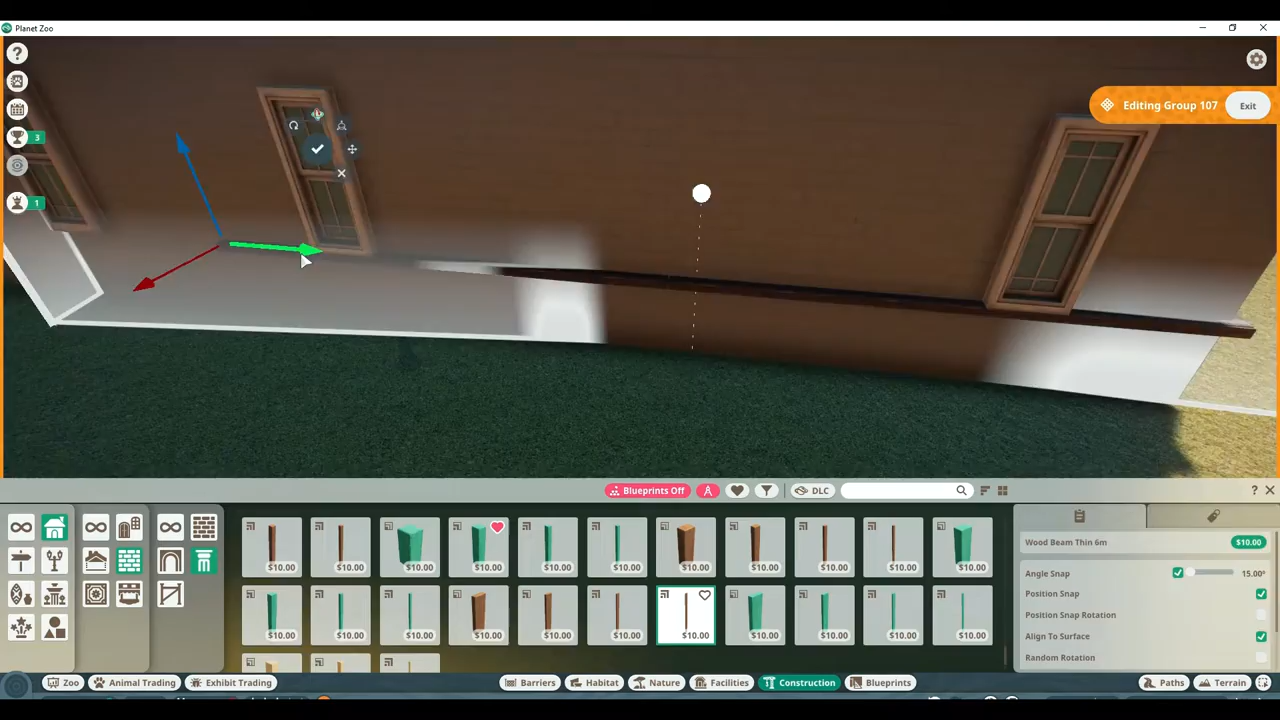 Planet Zoo
Editing Group 107
Exit
3
1
Blueprints Off
DLC
$10.00 $10.00 $10.00 $10.00 $10.00 $10.00 $10.00 $10.00 $10.00 $10.00 $10.00
$10.00 $10.00 $10.00 $10.00 $10.00 $10.00 $10.00 $10.00 $10.00 $10.00 $10.00
Wood Beam Thin 6m
$10.00
Angle Snap
15.00°
Position Snap
Position Snap Rotation
Align To Surface
Random Rotation
Zoo Animal Trading Exhibit Trading Barriers Habitat Nature Facilities Construction Blueprints Paths Terrain